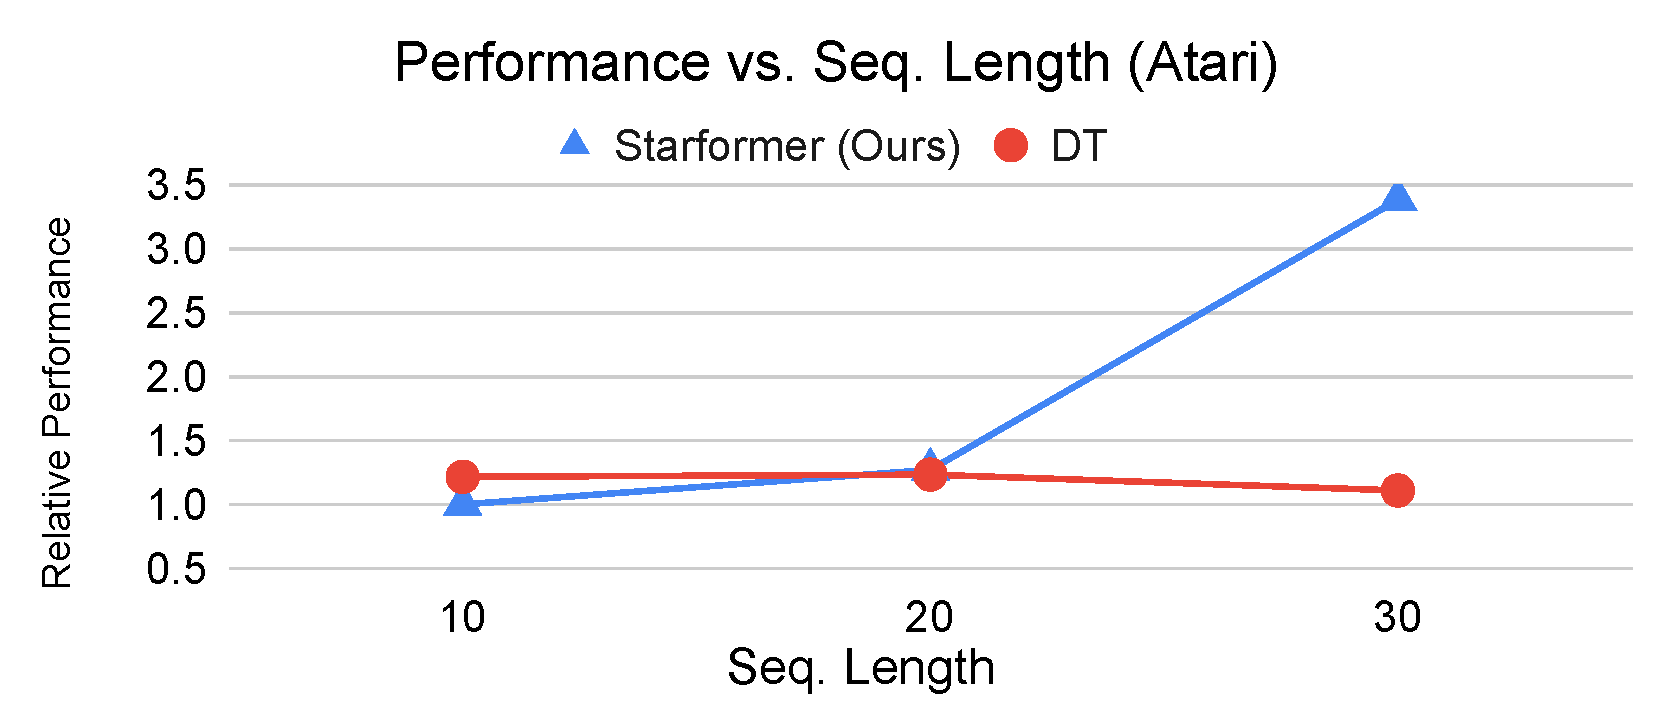 Performance vs. Seq. Length (Atari)
Starformer (Ours) DT
Relative Performance
3.5
3.0
2.5
2.0
1.5
1.0
0.5
10 20 30
Seq. Length